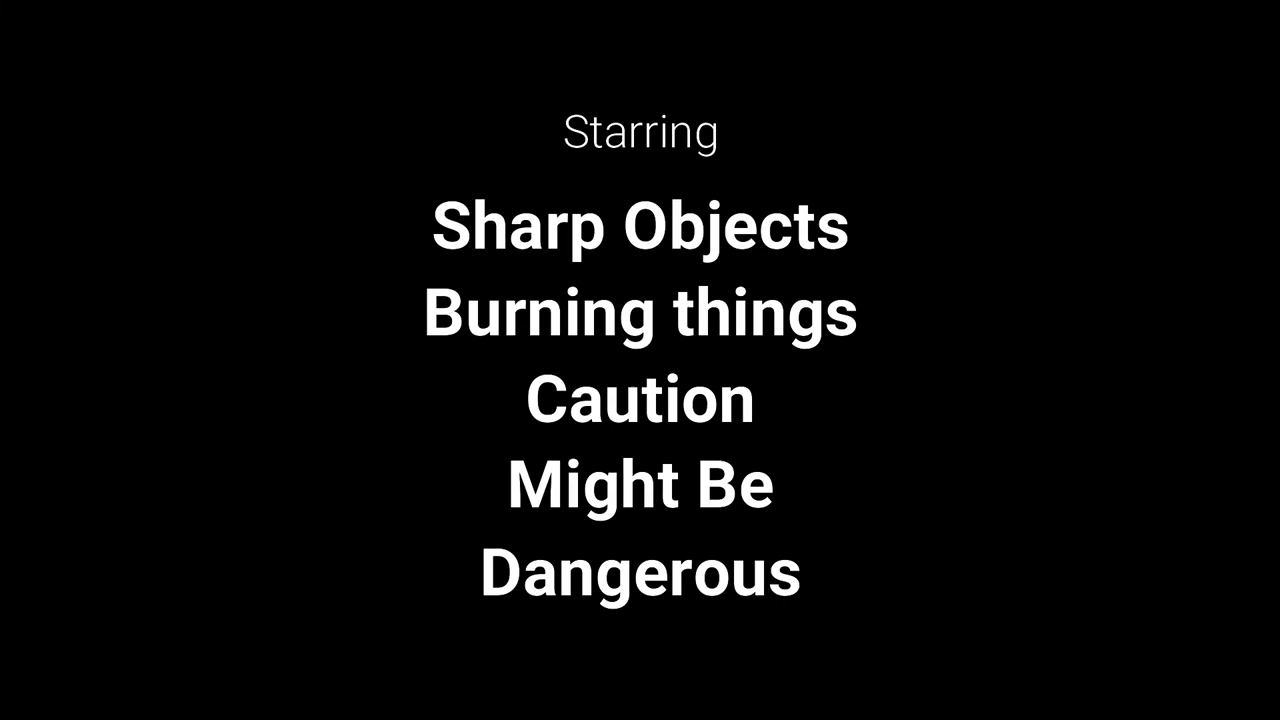 Starring
Sharp Objects
Burning things
Caution
Might Be
Dangerous